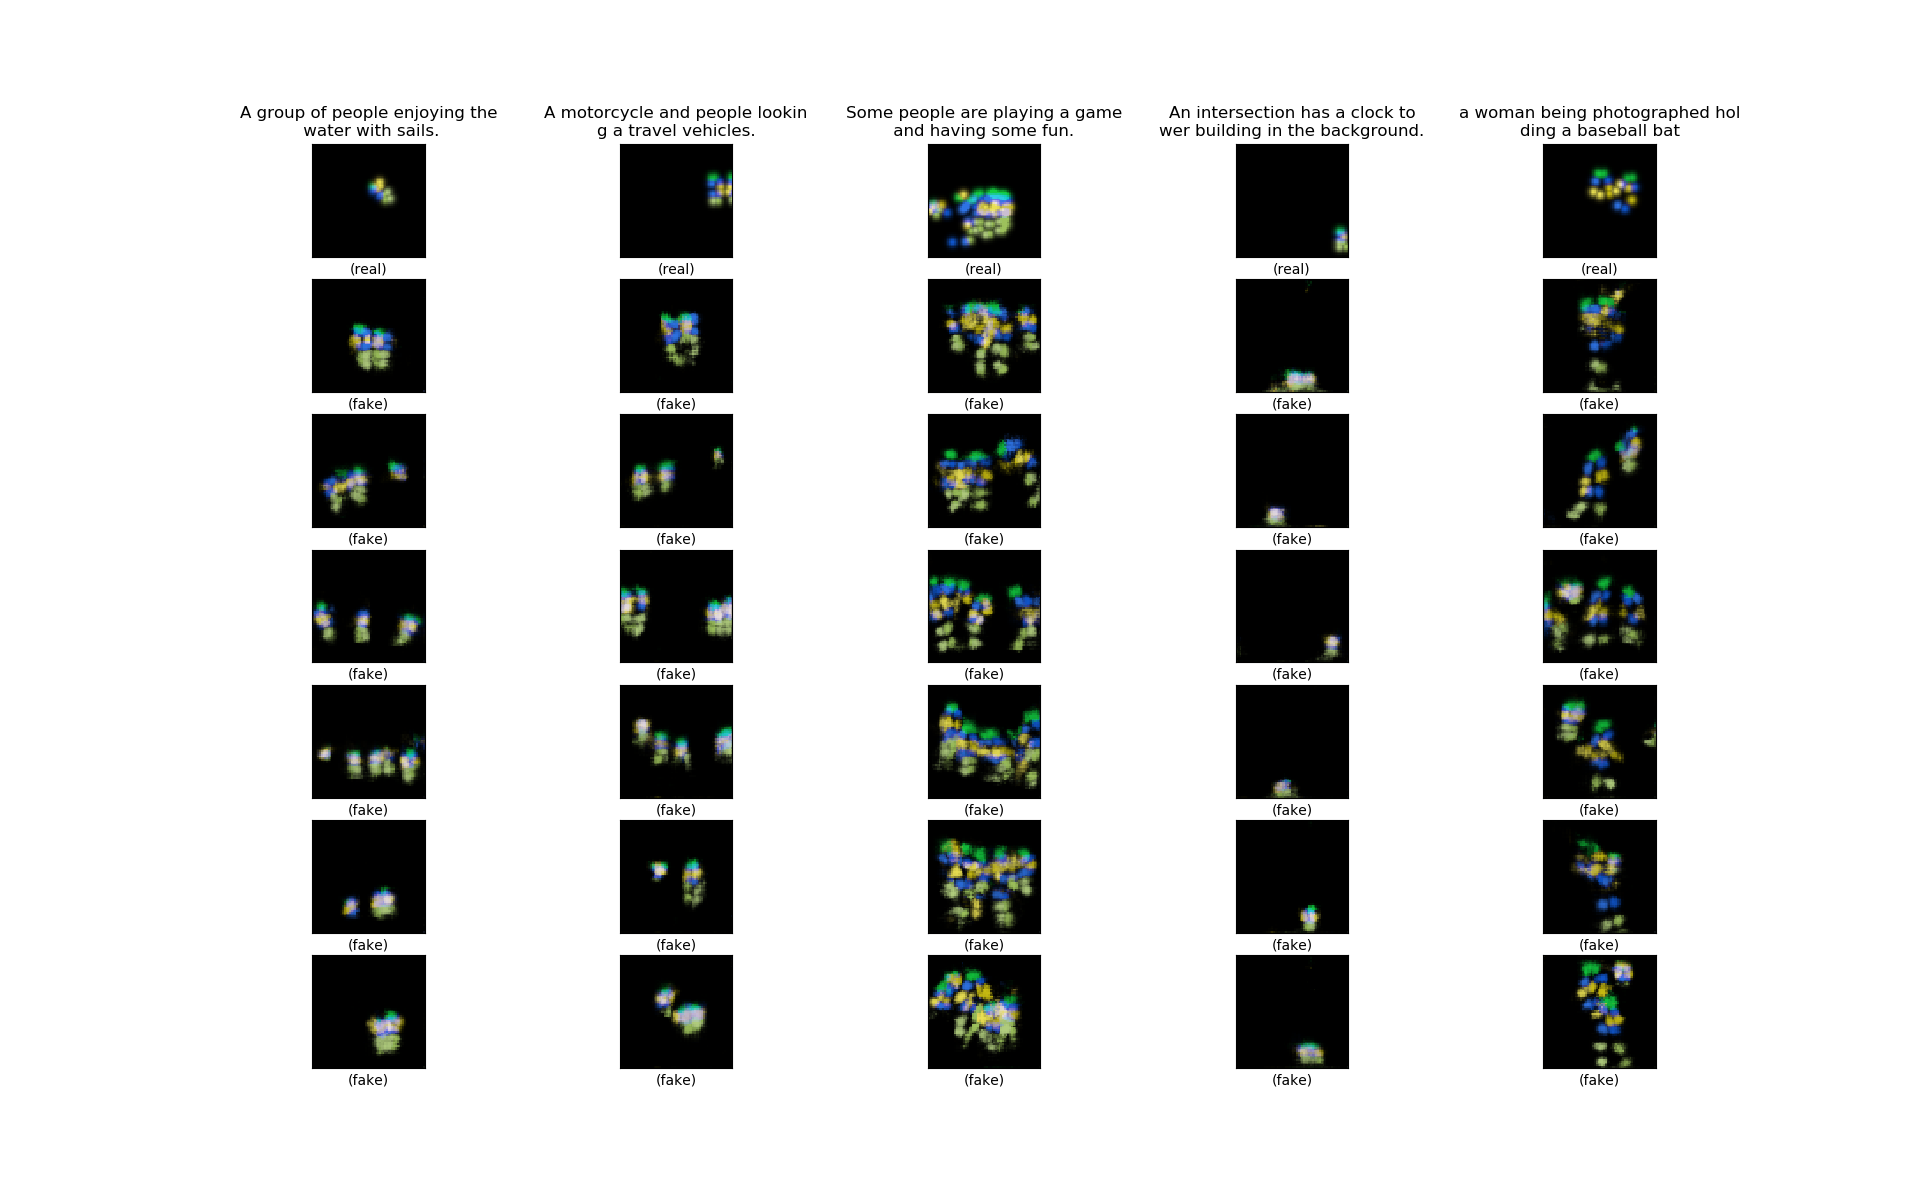 A group of people enjoying the
water with sails.
A motorcycle and people lookin
g a travel vehicles.
Some people are playing a game
and having some fun.
An intersection has a clock to
wer building in the background.
a woman being photographed hol
ding a baseball bat
(real) (real) (real) (real) (real)
(fake) (fake) (fake) (fake) (fake)
(fake) (fake) (fake) (fake) (fake)
(fake) (fake) (fake) (fake) (fake)
(fake) (fake) (fake) (fake) (fake)
(fake) (fake) (fake) (fake) (fake)
(fake) (fake) (fake) (fake) (fake)